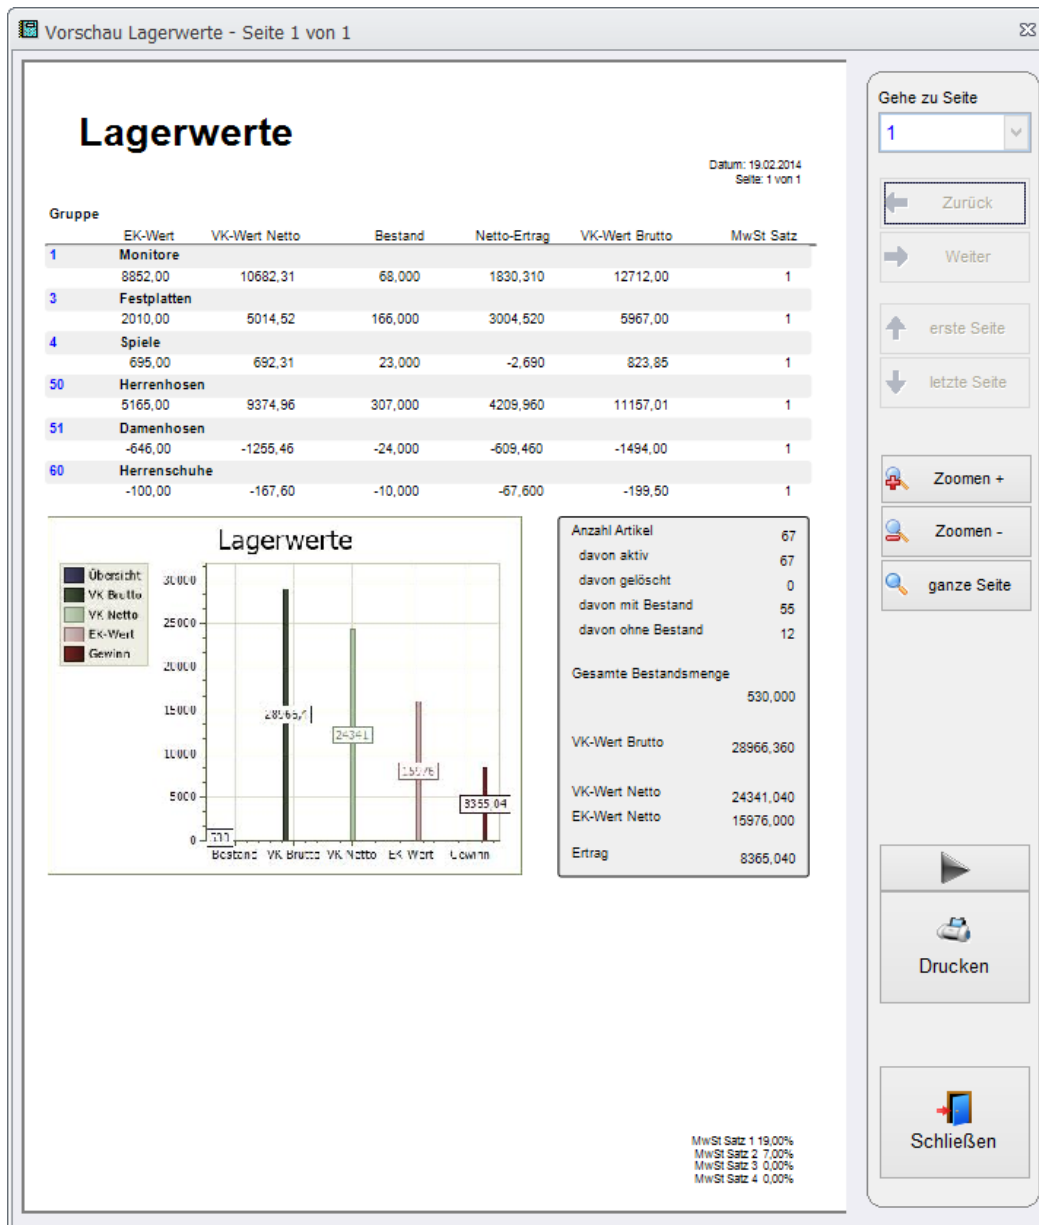 Vorschau Lagerwerte - Seite 1 von 1
Lagerwerte
Datum: 19.02.2014
Seite: 1 von 1
Gruppe
EK-Wert VK-Wert Netto Bestand Netto-Ertrag VK-Wert Brutto MwSt Satz
1 Monitore
8852,00 10682,31 68,000 1830,310 12712,00 1
3 Festplatten
2010,00 5014,52 166,000 3004,520 5967,00 1
4 Spiele
695,00 692,31 23,000 -2,690 823,85 1
50 Herrenhosen
5165,00 9374,96 307,000 4209,960 11157,01 1
51 Damenhosen
-646,00 -1255,46 -24,000 -609,460 -1494,00 1
60 Herrenschuhe
-100,00 -167,60 -10,000 -67,600 -199,50 1
Lagerwerte
Übersicht
VK Brutto
VK Netto
EK-Wert
Gewinn
30000
25000
20000
15000
10000
5000
0
28966,4
24341
15976
Bestand VK Brutto VK Netto EK Wert Gewinn
Anzahl Artikel 67
davon aktiv 67
davon gelöscht 0
davon mit Bestand 55
davon ohne Bestand 12
Gesamte Bestandsmenge
530,000
VK-Wert Brutto 28966,360
VK-Wert Netto 24341,040
EK-Wert Netto 15976,000
Ertrag 8365,040
MwSt Satz 1 19,00%
MwSt Satz 2 7,00%
MwSt Satz 3 0,00%
MwSt Satz 4 0,00%
Gehe zu Seite
1
Zurück
Weiter
erste Seite
letzte Seite
Zoomen +
Zoomen -
ganze Seite
Drucken
Schließen